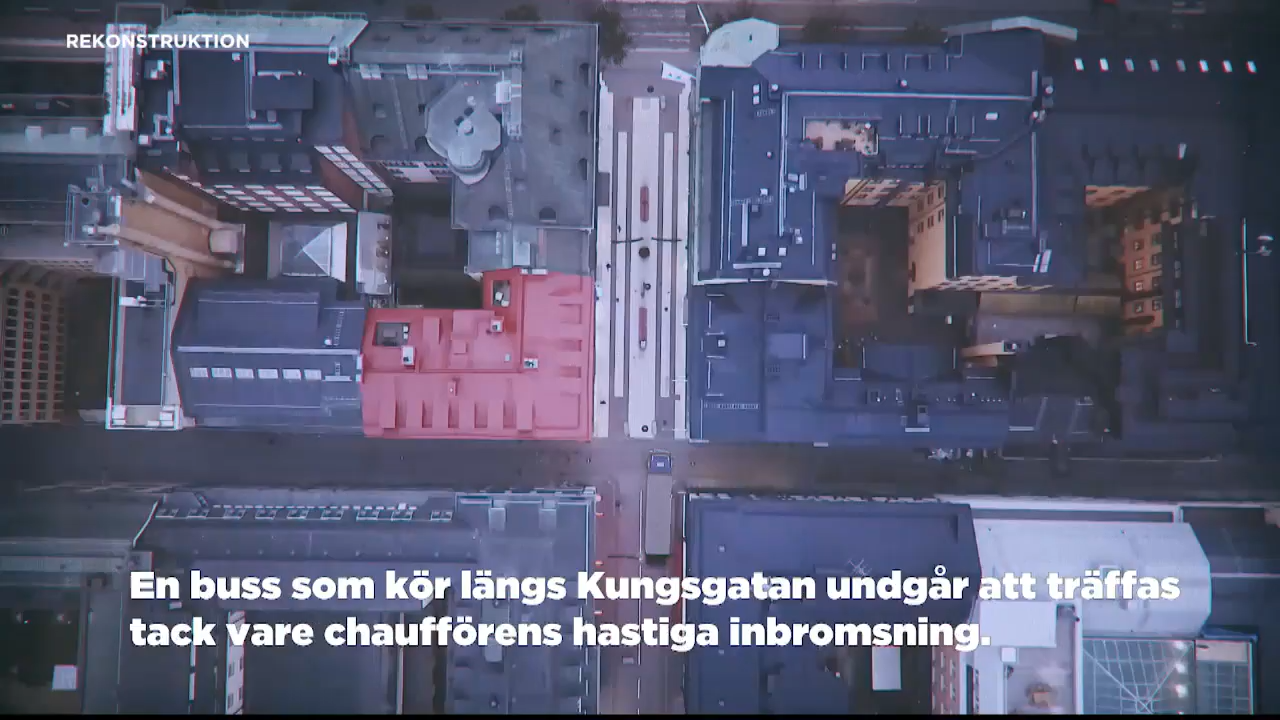 REKONSTRUKTION
En buss som kör längs Kungsgatan undgår att träffas
tack vare chaufförens hastiga inbromsning.